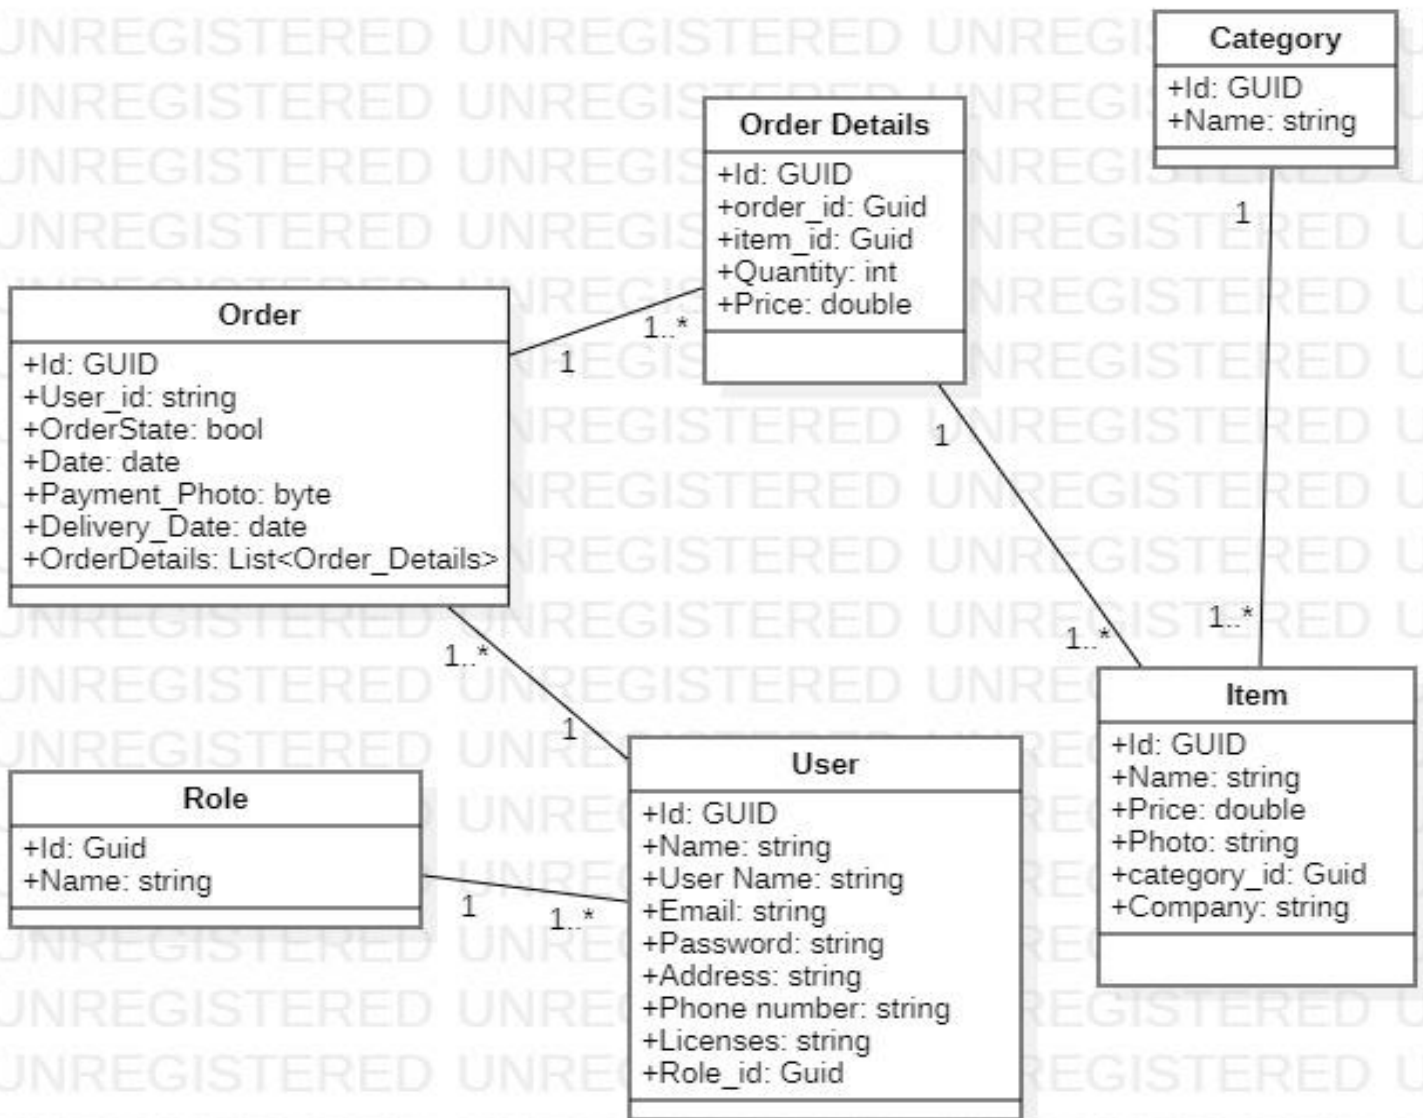 UNREGISTERED UNREGISTERED UNREGI
Category
+Id: GUID
+Name: string
Order Details
+Id: GUID
+order_id: Guid
+item_id: Guid
+Quantity: int
+Price: double
1
Order
+Id: GUID
+User_id: string
+OrderState: bool
+Date: date
+Payment_Photo: byte
+Delivery_Date: date
+OrderDetails: List<Order_Details>
1
1..*
1
1..*
1..*
1..*
1
Item
+Id: GUID
+Name: string
+Price: double
+Photo: string
+category_id: Guid
+Company: string
Role
+Id: Guid
+Name: string
1
1..*
User
+Id: GUID
+Name: string
+User Name: string
+Email: string
+Password: string
+Address: string
+Phone number: string
+Licenses: string
+Role_id: Guid